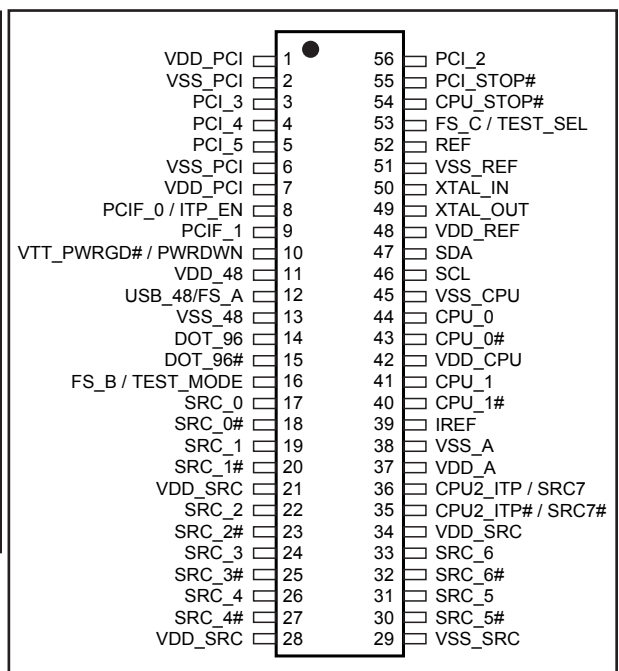 VDD_PCI 1 56 PCI_2
VSS_PCI 2 55 PCI_STOP#
PCI_3 3 54 CPU_STOP#
PCI_4 4 53 FS_C / TEST_SEL
PCI_5 5 52 REF
VSS_PCI 6 51 VSS_REF
VDD_PCI 7 50 XTAL_IN
PCIF_0 / ITP_EN 8 49 XTAL_OUT
PCIF_1 9 48 VDD_REF
VTT_PWRGD# / PWRDWN 10 47 SDA
VDD_48 11 46 SCL
USB_48/FS_A 12 45 VSS_CPU
VSS_48 13 44 CPU_0
DOT_96 14 43 CPU_0#
DOT_96# 15 42 VDD_CPU
FS_B / TEST_MODE 16 41 CPU_1
SRC_0 17 40 CPU_1#
SRC_0# 18 39 IREF
SRC_1 19 38 VSS_A
SRC_1# 20 37 VDD_A
VDD_SRC 21 36 CPU2_ITP / SRC7
SRC_2 22 35 CPU2_ITP# / SRC7#
SRC_2# 23 34 VDD_SRC
SRC_3 24 33 SRC_6
SRC_3# 25 32 SRC_6#
SRC_4 26 31 SRC_5
SRC_4# 27 30 SRC_5#
VDD_SRC 28 29 VSS_SRC